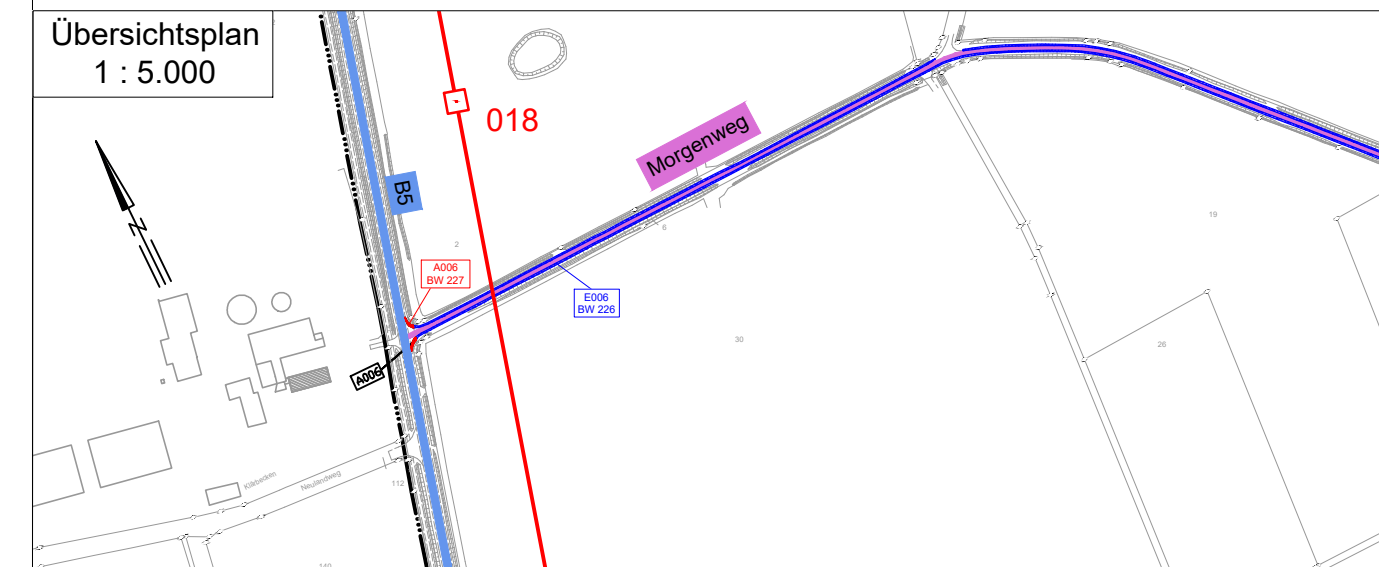 Übersichtsplan
1 : 5.000
018
Morgenweg
B5
N
19
2
6
A006
BW 227
E006
BW 226
30
26
A006
Klärbecken
Neulandweg
112
140